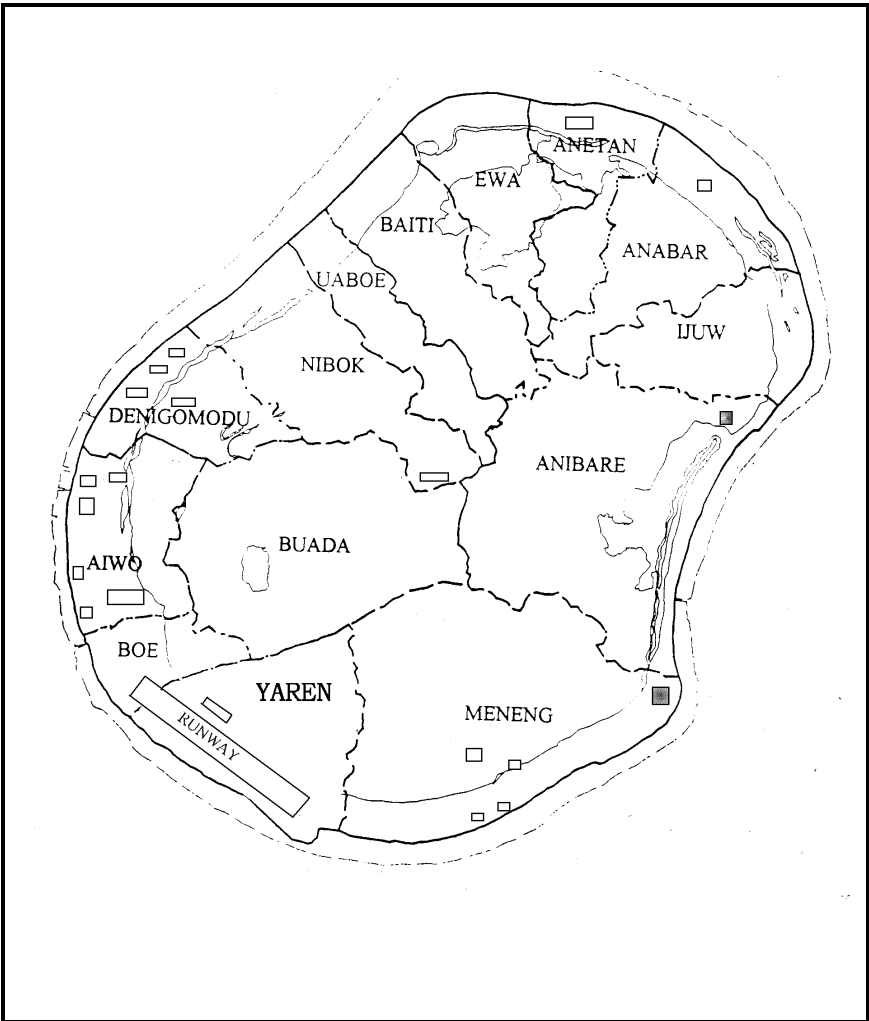 ANETAN
EWA
BAITI
ANABAR
UABOE
IJUW
NIBOK
DENIGOMODU
ANIBARE
BUADA
AIWO
BOE
YAREN
MENENG
RUNWAY